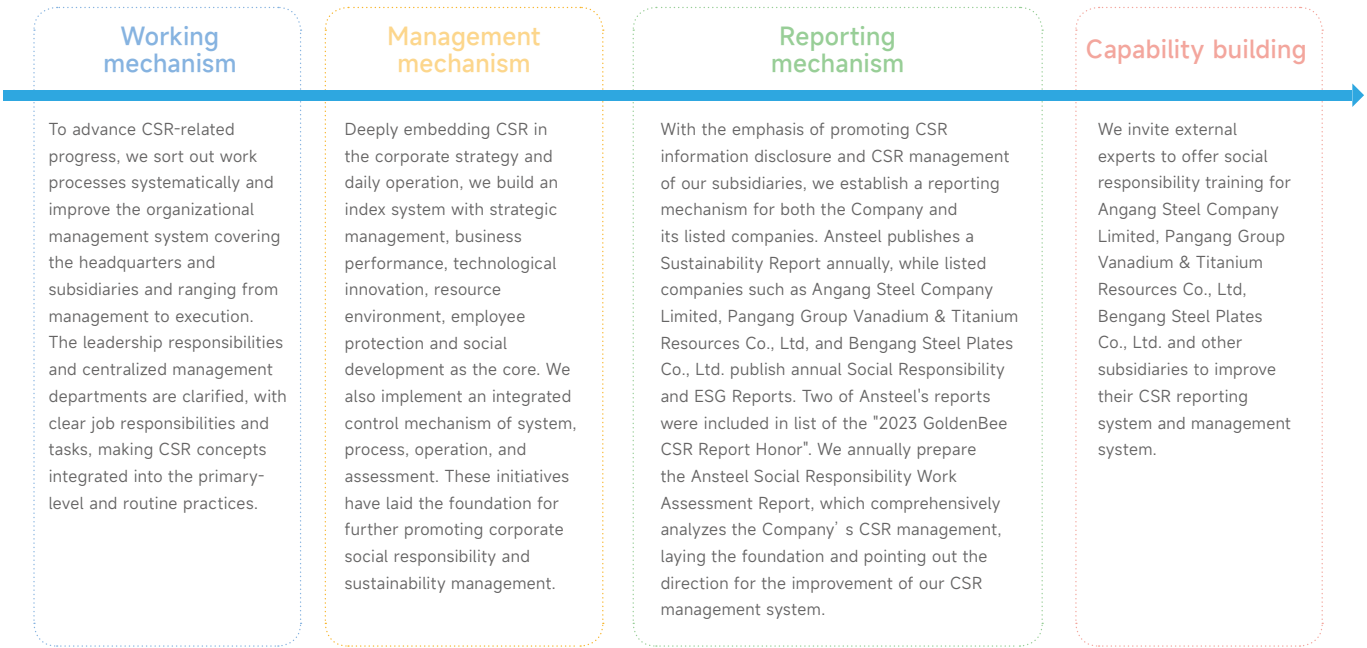 Working
mechanism
To advance CSR-related
progress, we sort out work
processes systematically and
improve the organizational
management system covering
the headquarters and
subsidiaries and ranging from
management to execution.
The leadership responsibilities
and centralized management
departments are clarified, with
clear job responsibilities and
tasks, making CSR concepts
integrated into the primary-
level and routine practices.
Management
mechanism
Deeply embedding CSR in
the corporate strategy and
daily operation, we build an
index system with strategic
management, business
performance, technological
innovation, resource
environment, employee
protection and social
development as the core. We
also implement an integrated
control mechanism of system,
process, operation, and
assessment. These initiatives
have laid the foundation for
further promoting corporate
social responsibility and
sustainability management.
Reporting
mechanism
With the emphasis of promoting CSR
information disclosure and CSR management
of our subsidiaries, we establish a reporting
mechanism for both the Company and
its listed companies. Ansteel publishes a
Sustainability Report annually, while listed
companies such as Angang Steel Company
Limited, Pangang Group Vanadium & Titanium
Resources Co., Ltd, and Bengang Steel Plates
Co., Ltd. publish annual Social Responsibility
and ESG Reports. Two of Ansteel's reports
were included in list of the "2023 GoldenBee
CSR Report Honor". We annually prepare
the Ansteel Social Responsibility Work
Assessment Report, which comprehensively
analyzes the Company’ s CSR management,
laying the foundation and pointing out the
direction for the improvement of our CSR
management system.
Capability building
We invite external
experts to offer social
responsibility training for
Angang Steel Company
Limited, Pangang Group
Vanadium & Titanium
Resources Co., Ltd,
Bengang Steel Plates
Co., Ltd. and other
subsidiaries to improve
their CSR reporting
system and management
system.